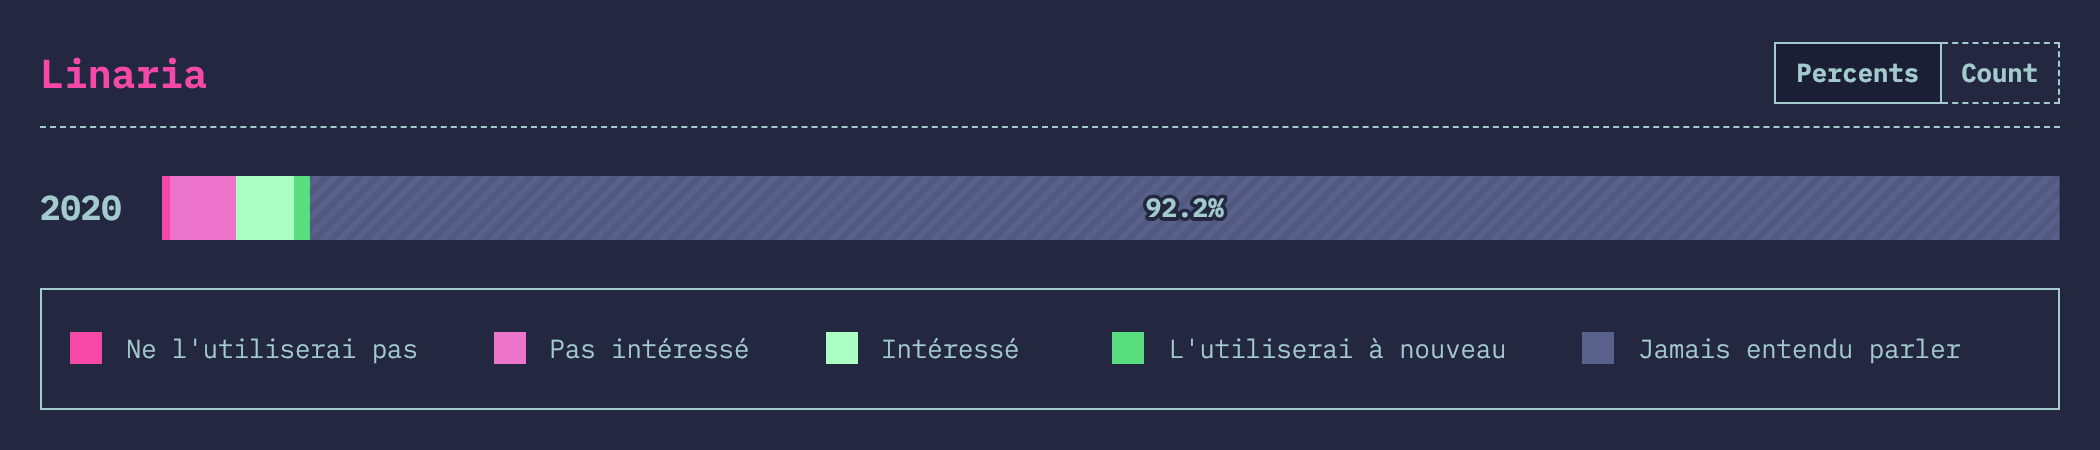 Linaria
Percents Count
2020 92.2%
Ne l'utiliserai pas Pas intéressé Intéressé L'utiliserai à nouveau Jamais entendu parler